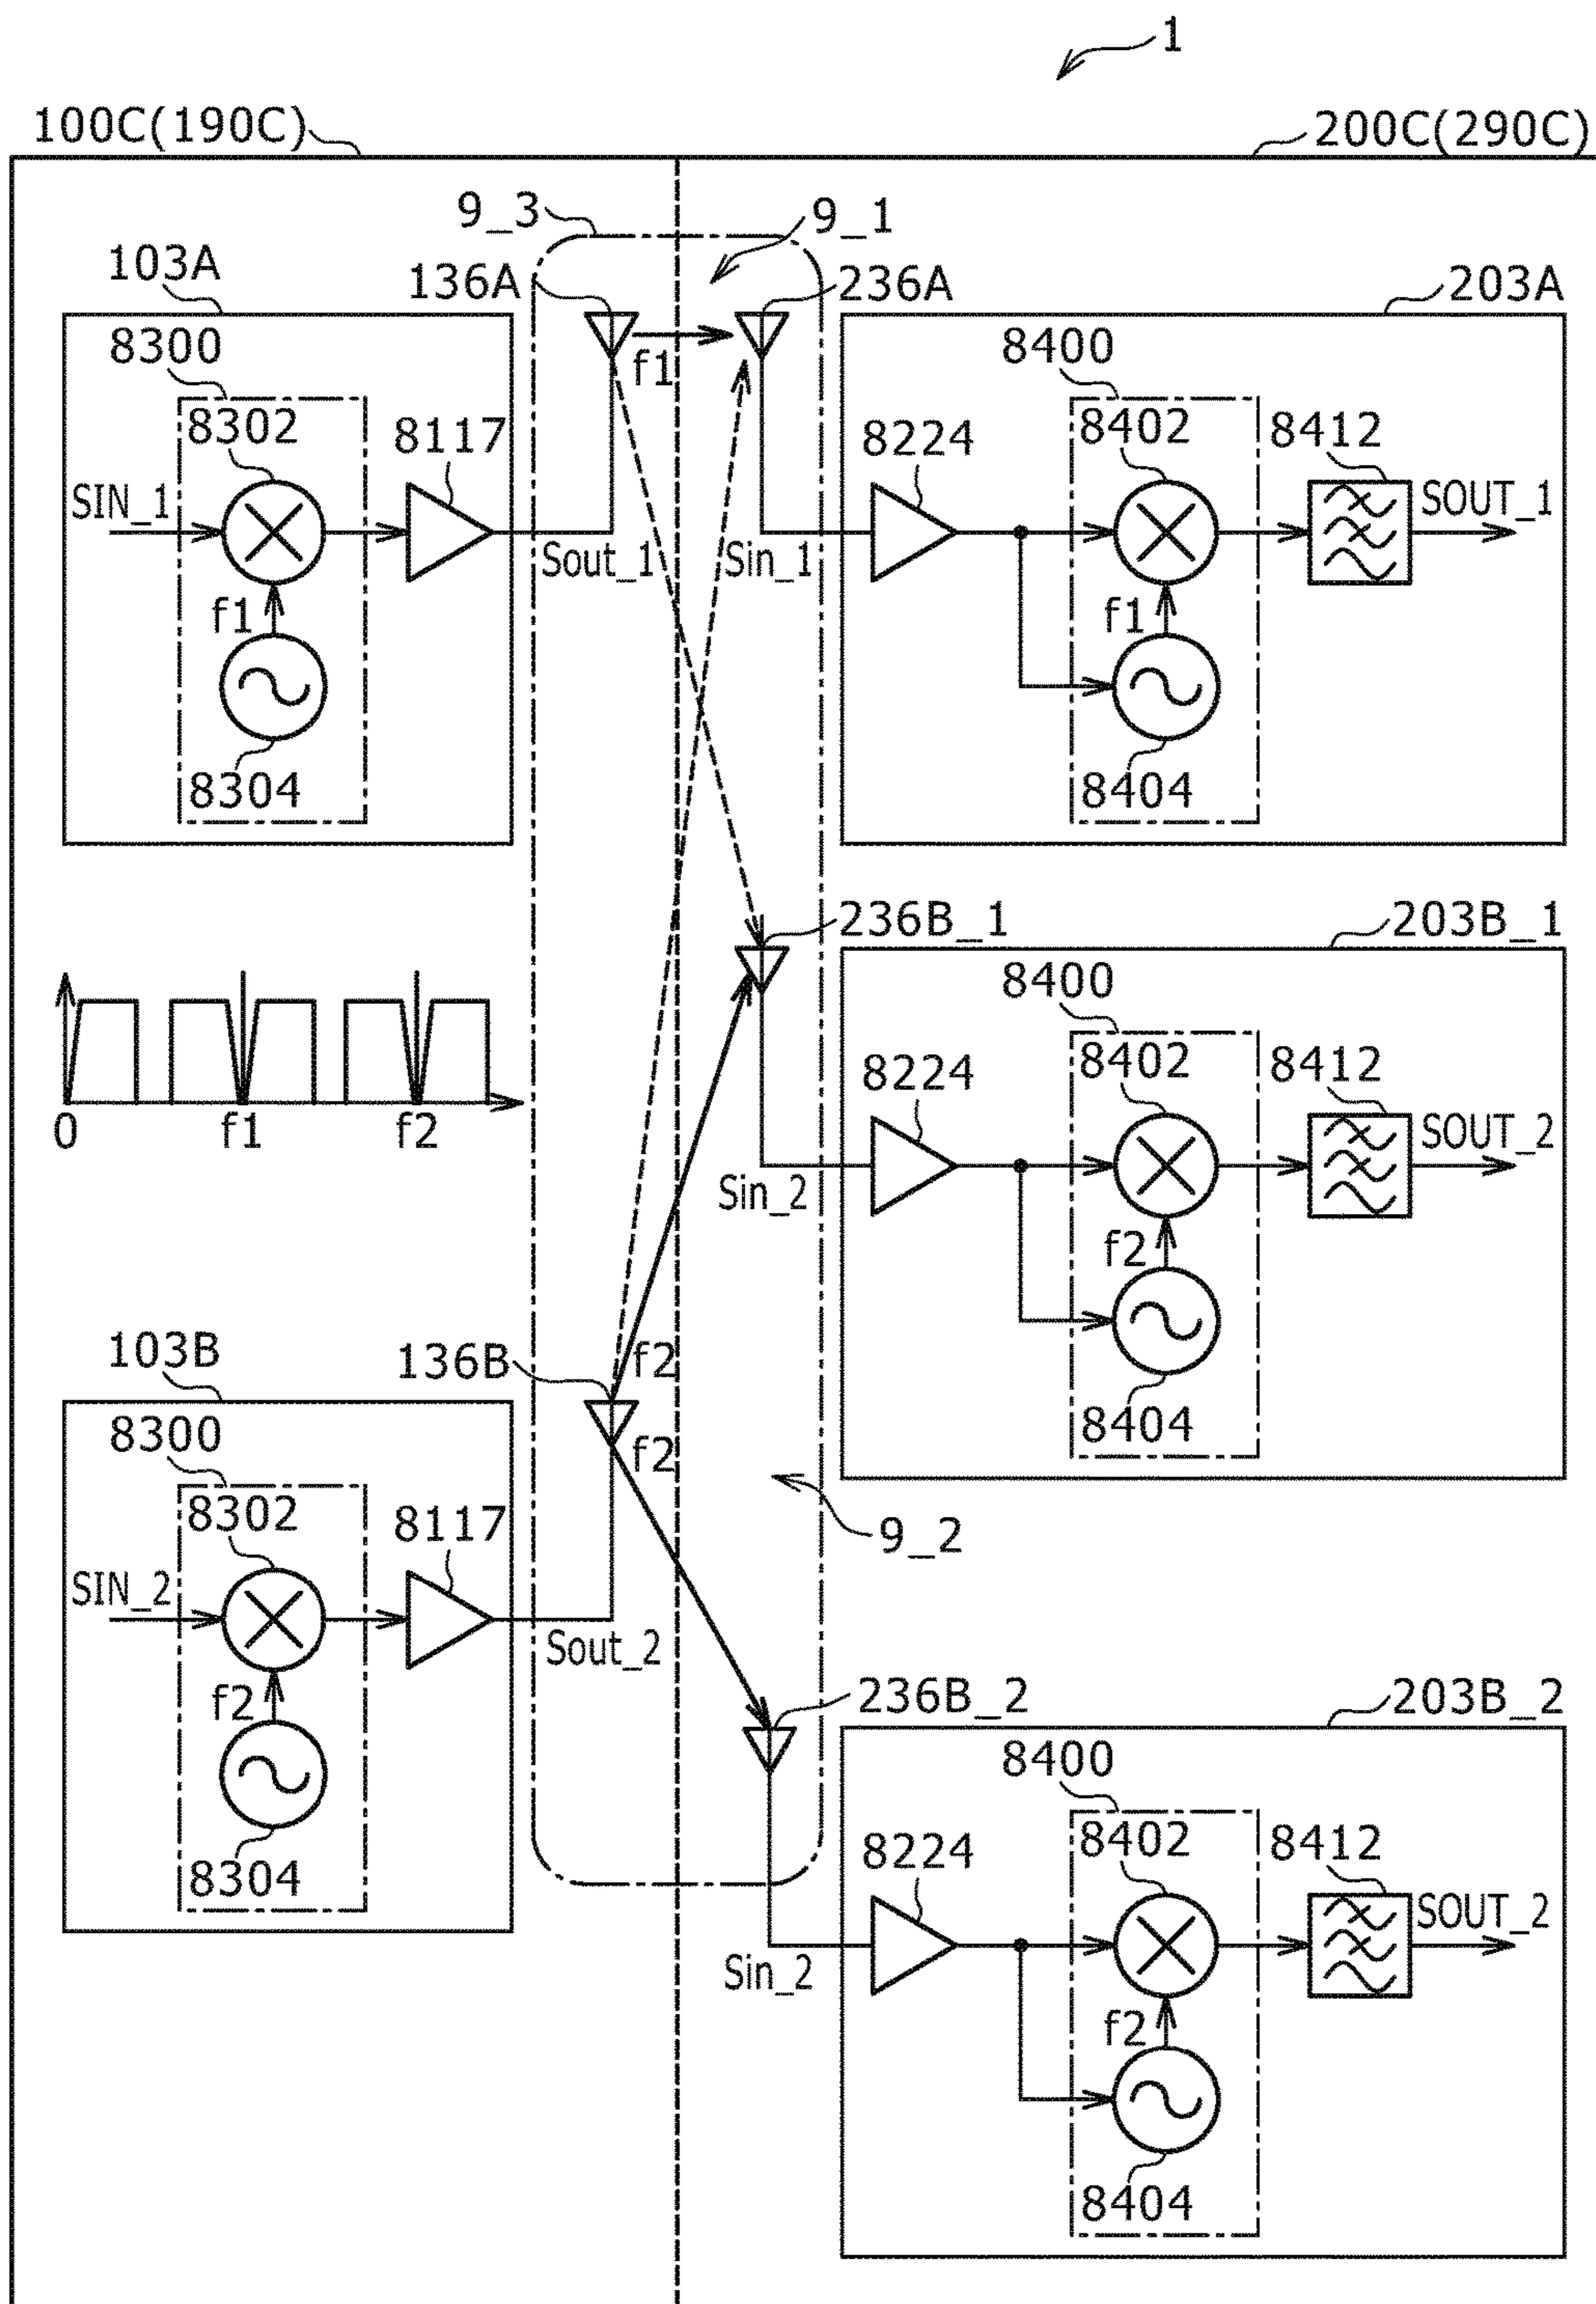 1
100C(190C)
200C(290C)
9_3
9_1
103A
136A
236A
203A
8300
f1
8400
8302
8117
8224
8402
8412
SIN_1
SOUT_1
Sout_1
Sin_1
f1
f1
8304
8404
236B_1
203B_1
8400
8402
8412
8224
0
f1
f2
SOUT_2
Sin_2
f2
103B
136B
f2
8404
8300
f2
8302
8117
9_2
SIN_2
Sout_2
f2
236B_2
203B_2
8400
8402
8412
8224
8304
SOUT_2
Sin_2
f2
8404